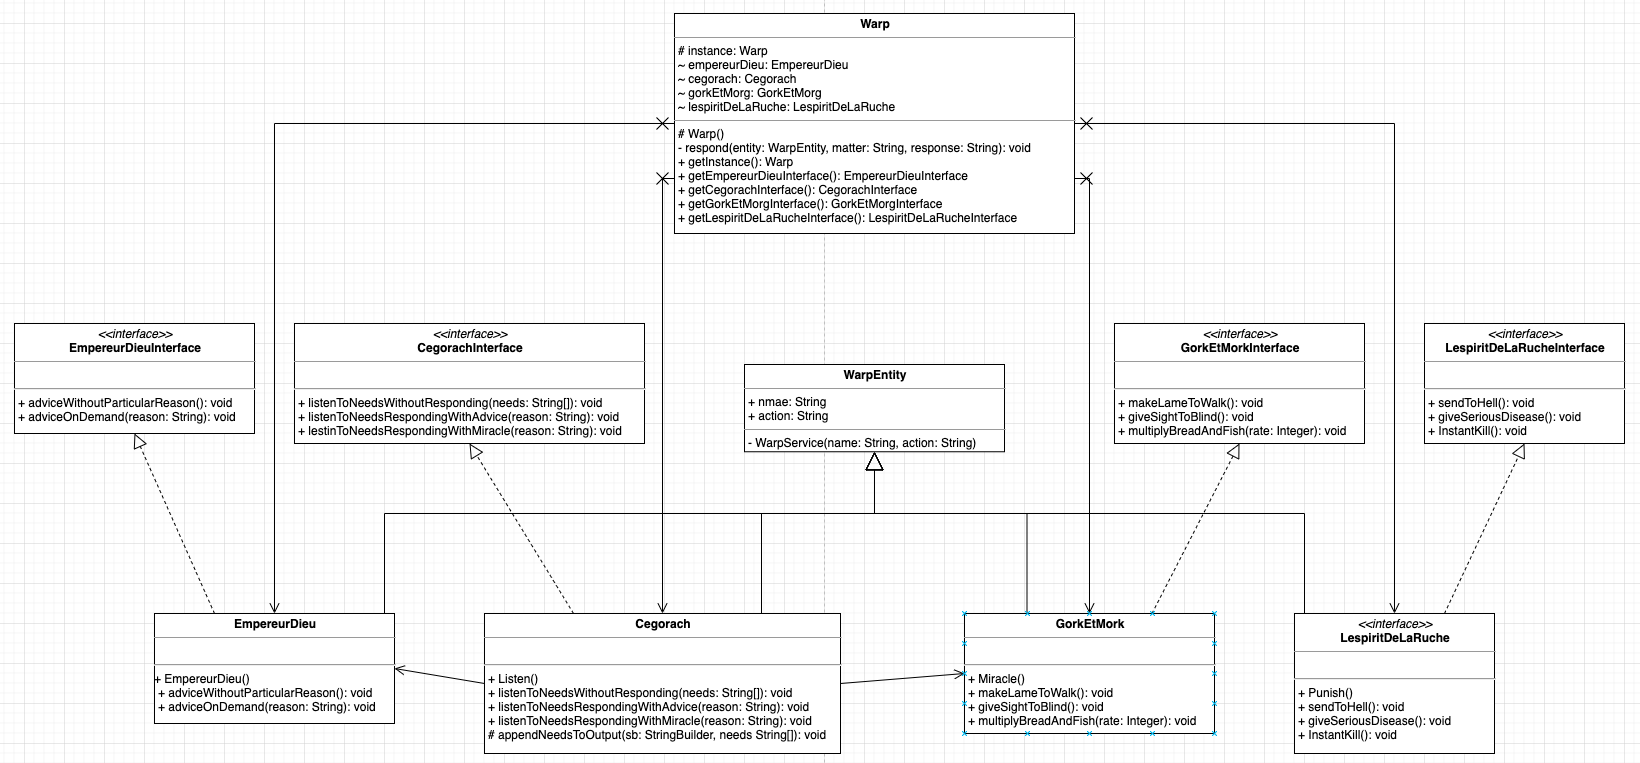 Warp
# instance: Warp
~ empereurDieu: EmpereurDieu
~ cegorach: Cegorach
~ gorkEtMorg: GorkEtMorg
~ lespiritDeLaRuche: LespiritDeLaRuche
# Warp()
- respond(entity: WarpEntity, matter: String, response: String): void
+ getInstance(): Warp
+ getEmpereurDieuInterface(): EmpereurDieuInterface
+ getCegorachInterface(): CegorachInterface
+ getGorkEtMorgInterface(): GorkEtMorgInterface
+ getLespiritDeLaRucheInterface(): LespiritDeLaRucheInterface
<<interface>>
EmpereurDieuInterface
+ adviceWithoutParticularReason(): void
+ adviceOnDemand(reason: String): void
<<interface>>
CegorachInterface
+ listenToNeedsWithoutResponding(needs: String[]): void
+ listenToNeedsRespondingWithAdvice(reason: String): void
+ lestinToNeedsRespondingWithMiracle(reason: String): void
WarpEntity
+ nmae: String
+ action: String
- WarpService(name: String, action: String)
<<interface>>
GorkEtMorkInterface
+ makeLameToWalk(): void
+ giveSightToBlind(): void
+ multiplyBreadAndFish(rate: Integer): void
<<interface>>
LespiritDeLaRucheInterface
+ sendToHell(): void
+ giveSeriousDisease(): void
+ InstantKill(): void
EmpereurDieu
+ EmpereurDieu()
+ adviceWithoutParticularReason(): void
+ adviceOnDemand(reason: String): void
Cegorach
+ Listen()
+ listenToNeedsWithoutResponding(needs: String[]): void
+ listenToNeedsRespondingWithAdvice(reason: String): void
+ listenToNeedsRespondingWithMiracle(reason: String): void
# appendNeedsToOutput(sb: StringBuilder, needs String[]): void
GorkEtMork
+ Miracle()
+ makeLameToWalk(): void
+ giveSightToBlind(): void
+ multiplyBreadAndFish(rate: Integer): void
<<interface>>
LespiritDeLaRuche
+ Punish()
+ sendToHell(): void
+ giveSeriousDisease(): void
+ InstantKill(): void